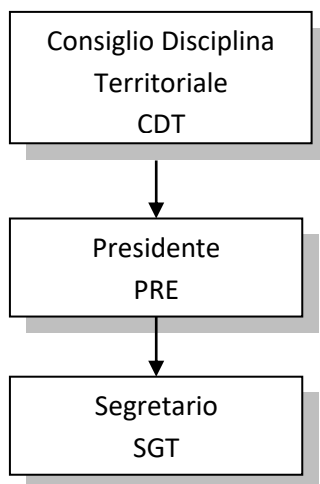 Consiglio Disciplina
Territoriale
CDT
Presidente
PRE
Segretario
SGT